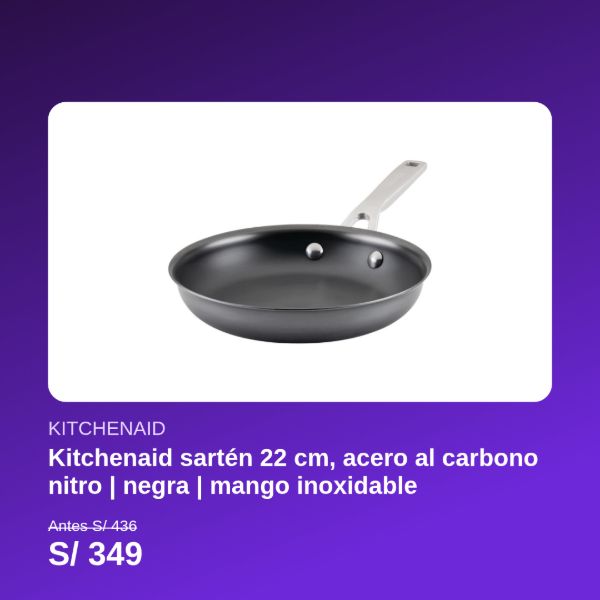 KITCHENAID
Kitchenaid sartén 22 cm, acero al carbono
nitro | negra | mango inoxidable
Antes S/ 436
S/ 349